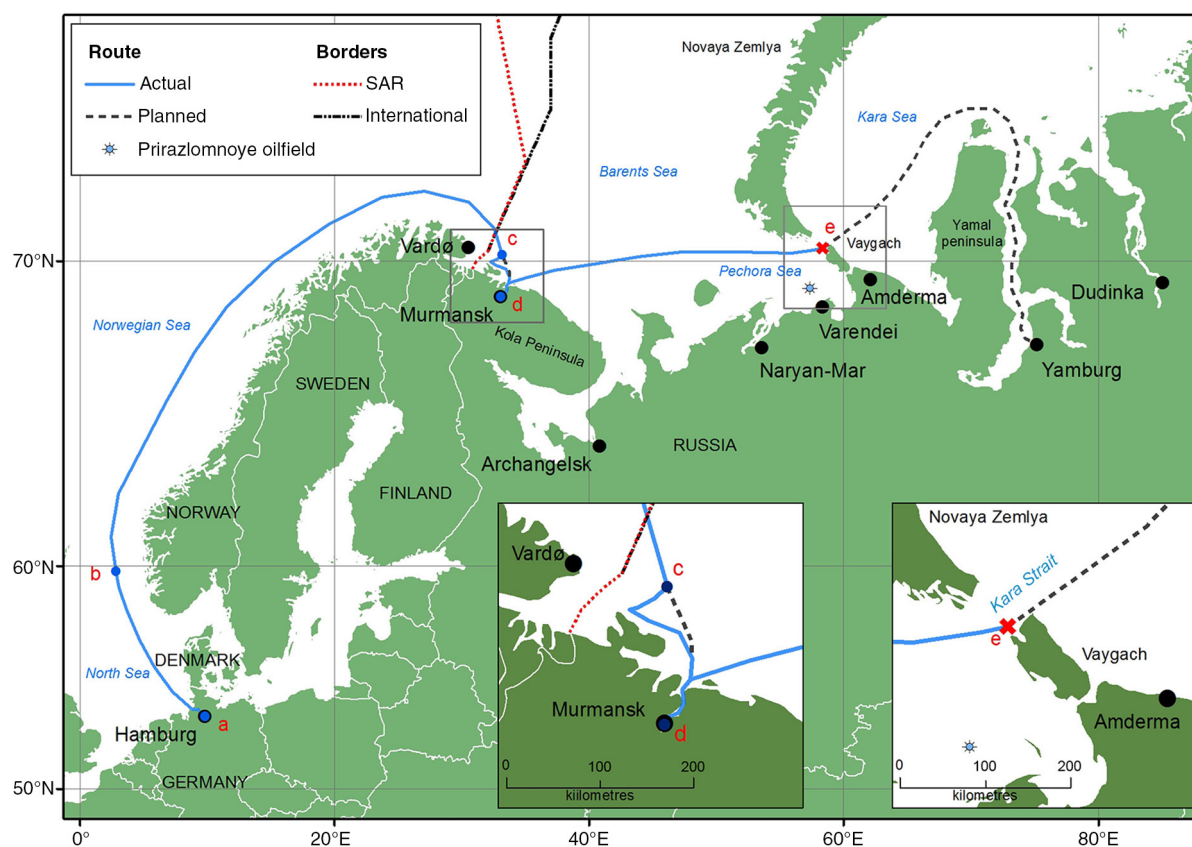 Route
Borders
Actual
SAR
Planned
International
Prirazlomnoye oilfield
Novaya Zemlya
Kara Sea
Barents Sea
Vardø
c
e
Vaygach
Yamal
peninsula
70°N
Pechora Sea
Amderma
Dudinka
Murmansk
d
Norwegian Sea
Varendei
Kola Peninsula
Naryan-Mar
Yamburg
SWEDEN
RUSSIA
Archangelsk
FINLAND
NORWAY
60°N
b
DENMARK
North Sea
Hamburg
a
GERMANY
50°N
0°
20°E
40°E
60°E
80°E
Vardø
c
Murmansk
d
0
100
200
kiilometres
Novaya Zemlya
Kara Strait
e
Vaygach
Amderma
0
100
200
kilometres